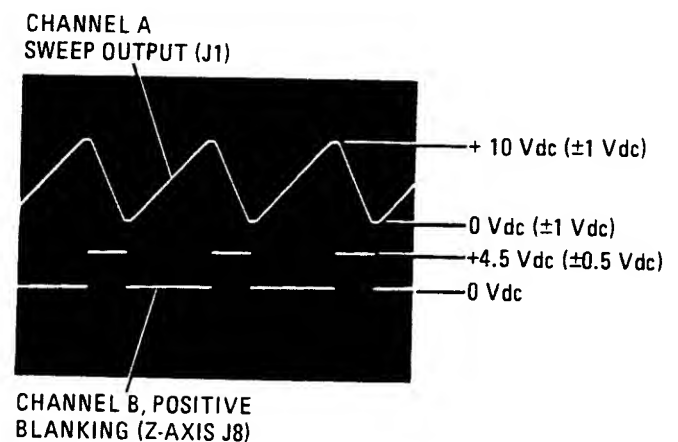 CHANNEL A
SWEEP OUTPUT (J1)
+ 10 Vdc (±1 Vdc)
0 Vdc (±1 Vdc)
+4.5 Vdc (±0.5 Vdc)
0 Vdc
CHANNEL B, POSITIVE
BLANKING (Z-AXIS J8)